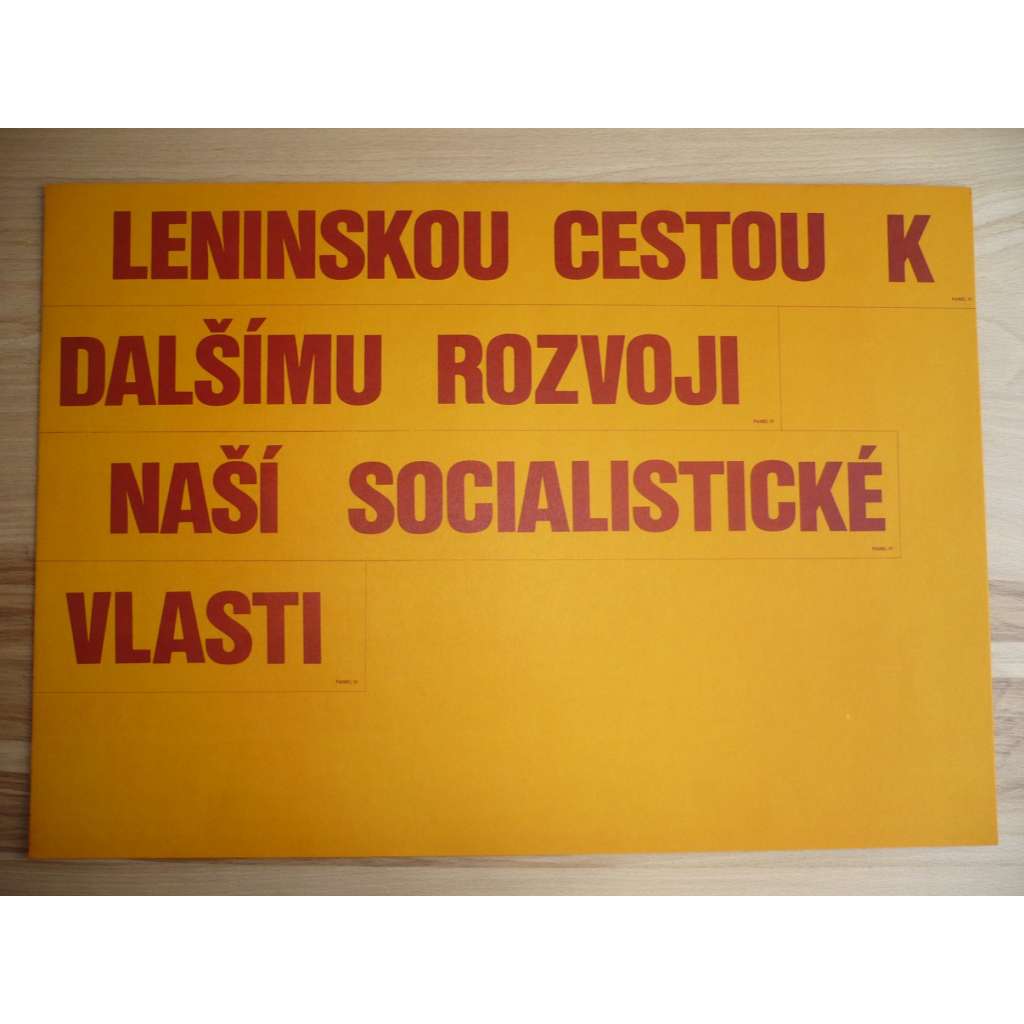 LENINSKOU CESTOU K
DALŠÍMU ROZVOJI
NAŠÍ SOCIALISTICKÉ
VLASTI